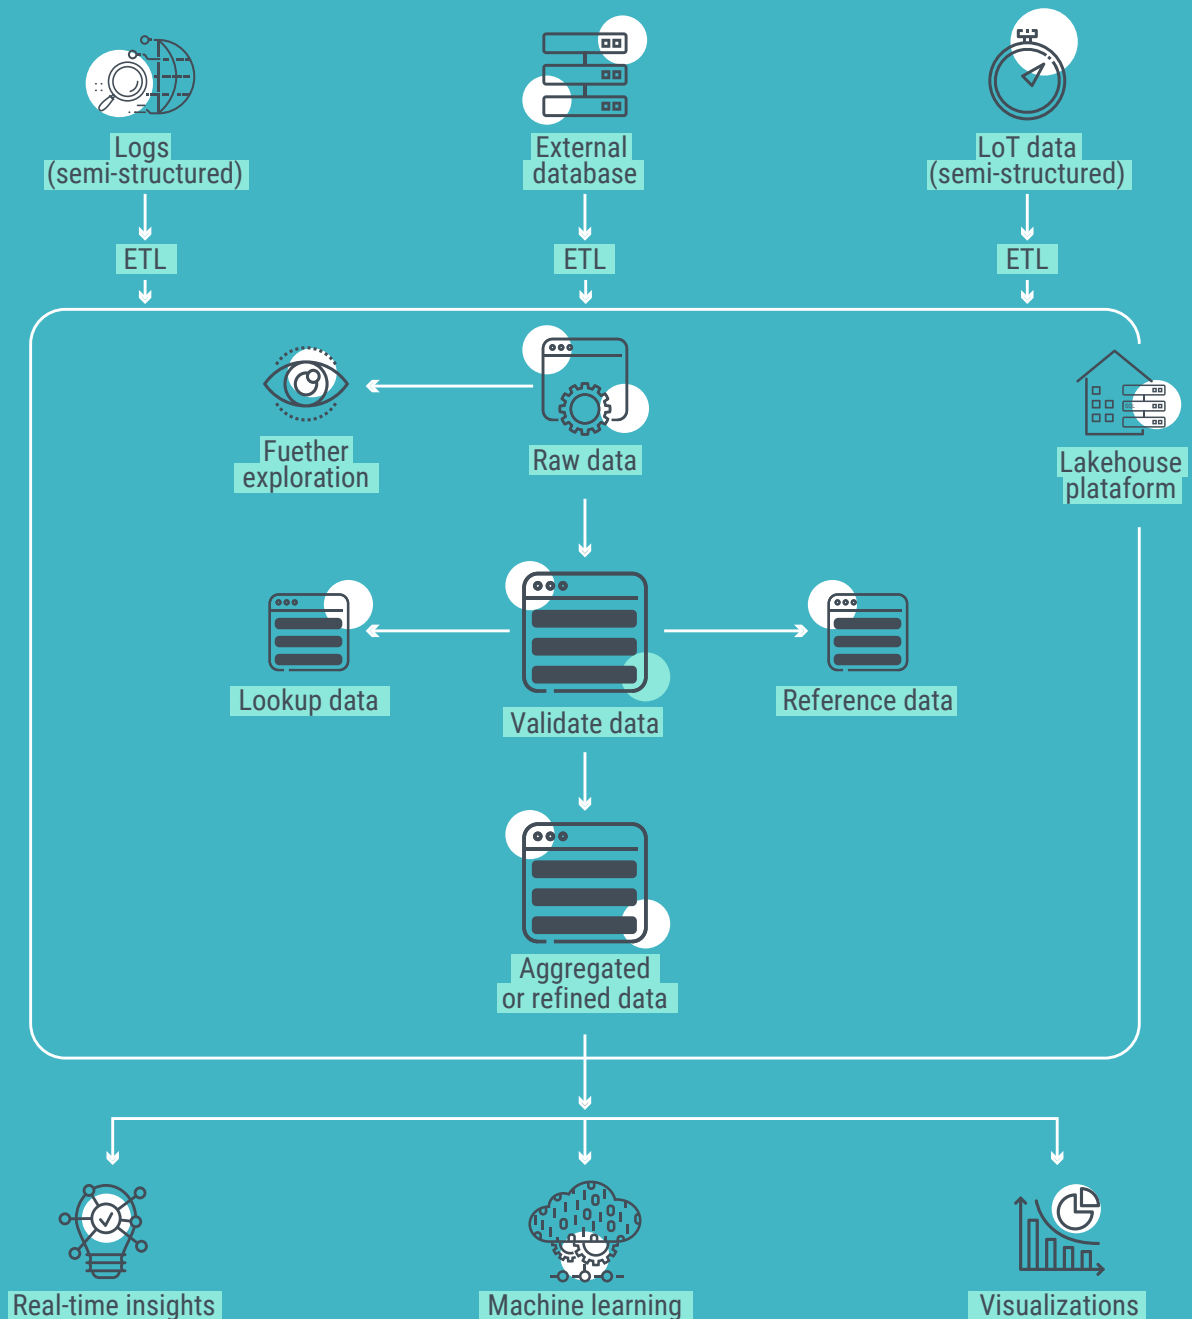 Logs
(semi-structured)
External
database
LoT data
(semi-structured)
ETL
ETL
ETL
Fuether
exploration
Raw data
Lakehouse
plataform
Lookup data
Validate data
Reference data
Aggregated
or refined data
Real-time insights
Machine learning
Visualizations